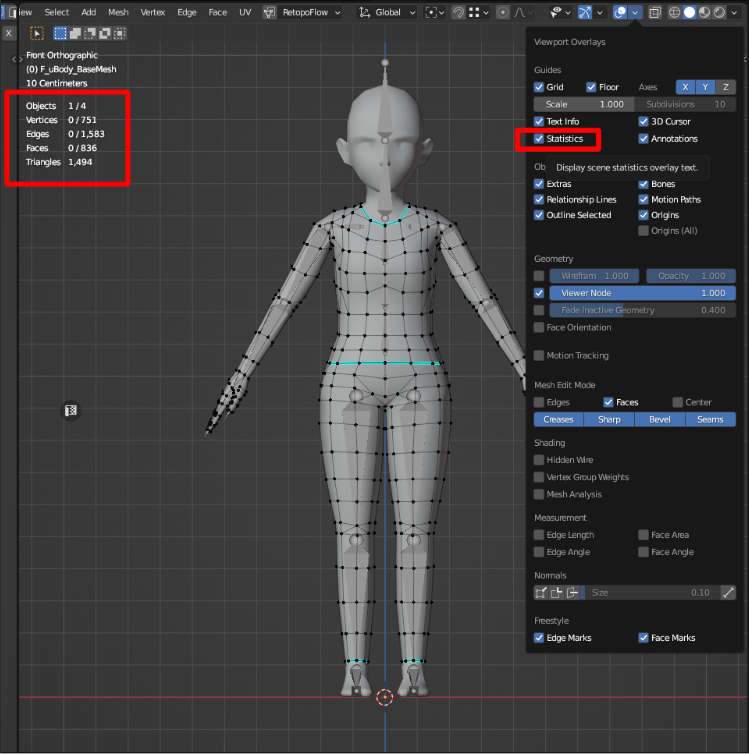 iew Select Add Mesh Vertex Edge Face UV RetopoFlow Global
X
Front Orthographic
(0) F_uBody_BaseMesh
10 Centimeters
Objects 1/4
Vertices 0/751
Edges 0/1,583
Faces 0/836
Triangles 1,494
Viewport Overlays
Guides
Grid Floor Axes X Y Z
Scale 1.000 Subdivisions 10
Text Info 3D Cursor
Statistics Annotations
Ob
Display scene statistics overlay text.
Extras Bones
Relationship Lines Motion Paths
Outline Selected Origins
Origins (All)
Geometry
Wirefram 1.000 Opacity 1.000
Viewer Node 1.000
Fade Inactive Geometry 0.400
Face Orientation
Motion Tracking
Mesh Edit Mode
Edges Faces Center
Creases Sharp Bevel Seams
Shading
Hidden Wire
Vertex Group Weights
Mesh Analysis
Measurement
Edge Length Face Area
Edge Angle Face Angle
Normals
Size 0.10
Freestyle
Edge Marks Face Marks